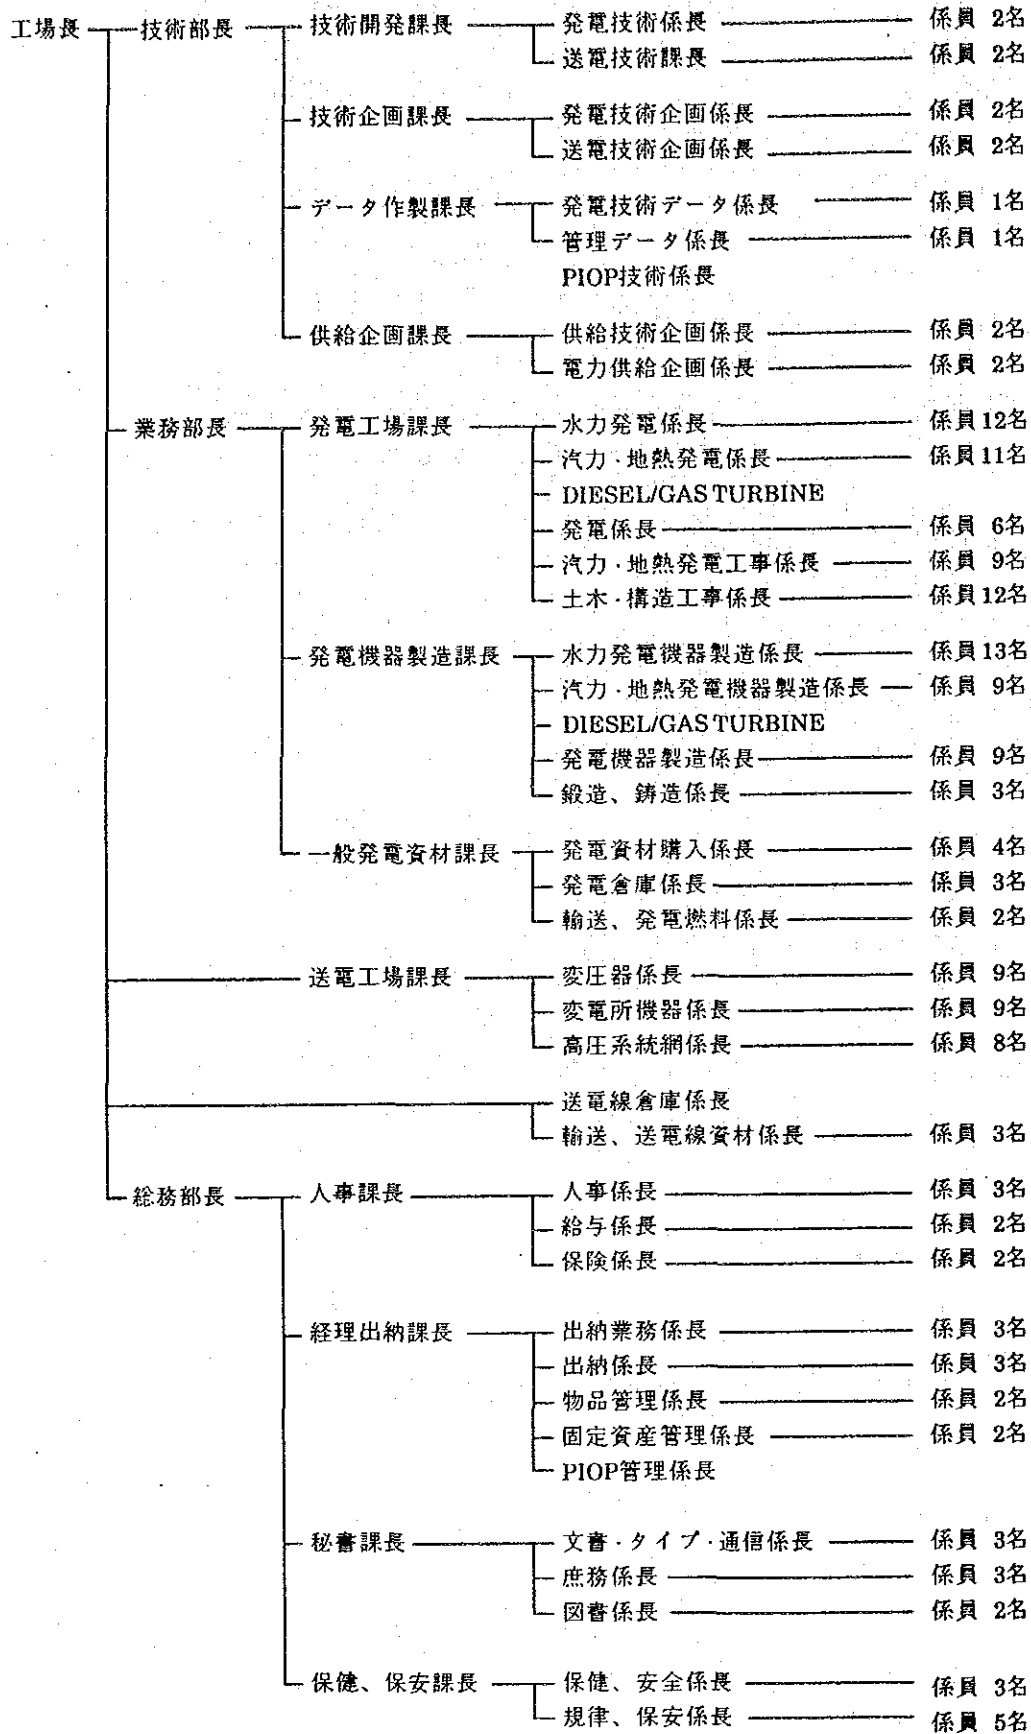 工場長 技術部長 技術開発課長 発電技術係長 係員 2名
送電技術課長 係員 2名
技術企画課長 発電技術企画係長 係員 2名
送電技術企画係長 係員 2名
データ作製課長 発電技術データ係長 係員 1名
管理データ係長 係員 1名
PIOP技術係長
供給企画課長 供給技術企画係長 係員 2名
電力供給企画係長 係員 2名
業務部長 発電工場課長 水力発電係長 係員12名
汽力・地熱発電係長 係員11名
DIESEL/GAS TURBINE
発電係長 係員 6名
汽力・地熱発電工事係長 係員 9名
土木・構造工事係長 係員12名
発電機器製造課長 水力発電機器製造係長 係員13名
汽力・地熱発電機器製造係長 係員 9名
DIESEL/GAS TURBINE
発電機器製造係長 係員 9名
鍛造、鋳造係長 係員 3名
一般発電資材課長 発電資材購入係長 係員 4名
発電倉庫係長 係員 3名
輸送、発電燃料係長 係員 2名
送電工場課長 変圧器係長 係員 9名
変電所機器係長 係員 9名
高圧系統網係長 係員 8名
送電線倉庫係長
輸送、送電線資材係長 係員 3名
総務部長 人事課長 人事係長 係員 3名
給与係長 係員 2名
保険係長 係員 2名
経理出納課長 出納業務係長 係員 3名
出納係長 係員 3名
物品管理係長 係員 2名
固定資産管理係長 係員 2名
PIOP管理係長
秘書課長 文書・タイプ・通信係長 係員 3名
庶務係長 係員 3名
図書係長 係員 2名
保健、保安課長 保健、安全係長 係員 3名
規律、保安係長 係員 5名